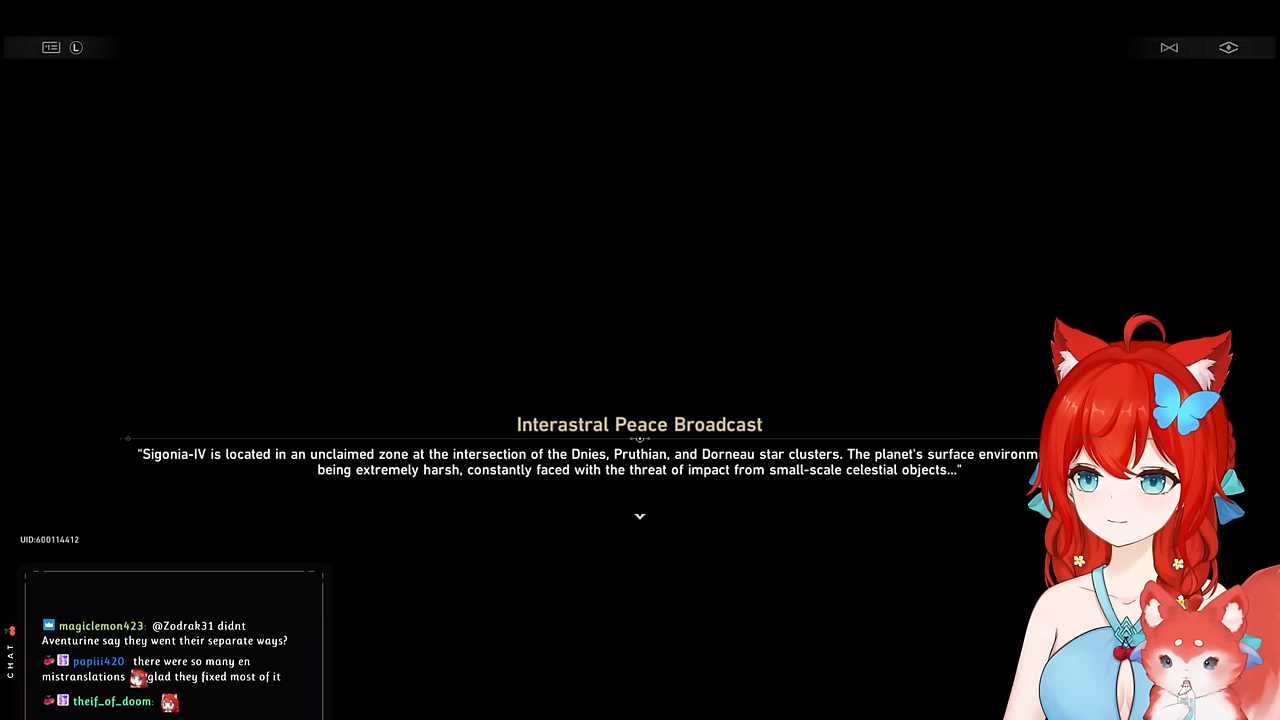 L
Interastral Peace Broadcast
"Sigonia-IV is located in an unclaimed zone at the intersection of the Dnies, Pruthian, and Dorneau star clusters. The planet's surface environm
being extremely harsh, constantly faced with the threat of impact from small-scale celestial objects..."
UID:600114412
CHAT
magiclemon423: @Zodrak31 didnt
Aventurine say they went their separate ways?
papiii420: there were so many en
mistranslations glad they fixed most of it
theif_of_doom: